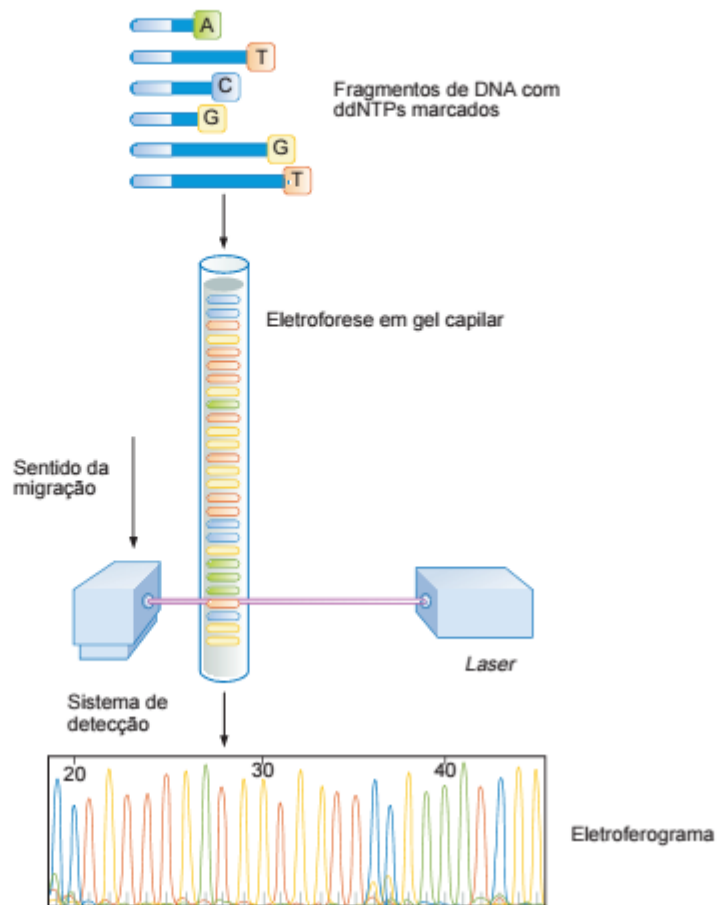 A
T
C
G
G
T
Fragmentos de DNA com
ddNTPs marcados
Eletroforese em gel capilar
Sentido da
migração
Laser
Sistema de
detecção
20 30 40
Eletroferograma